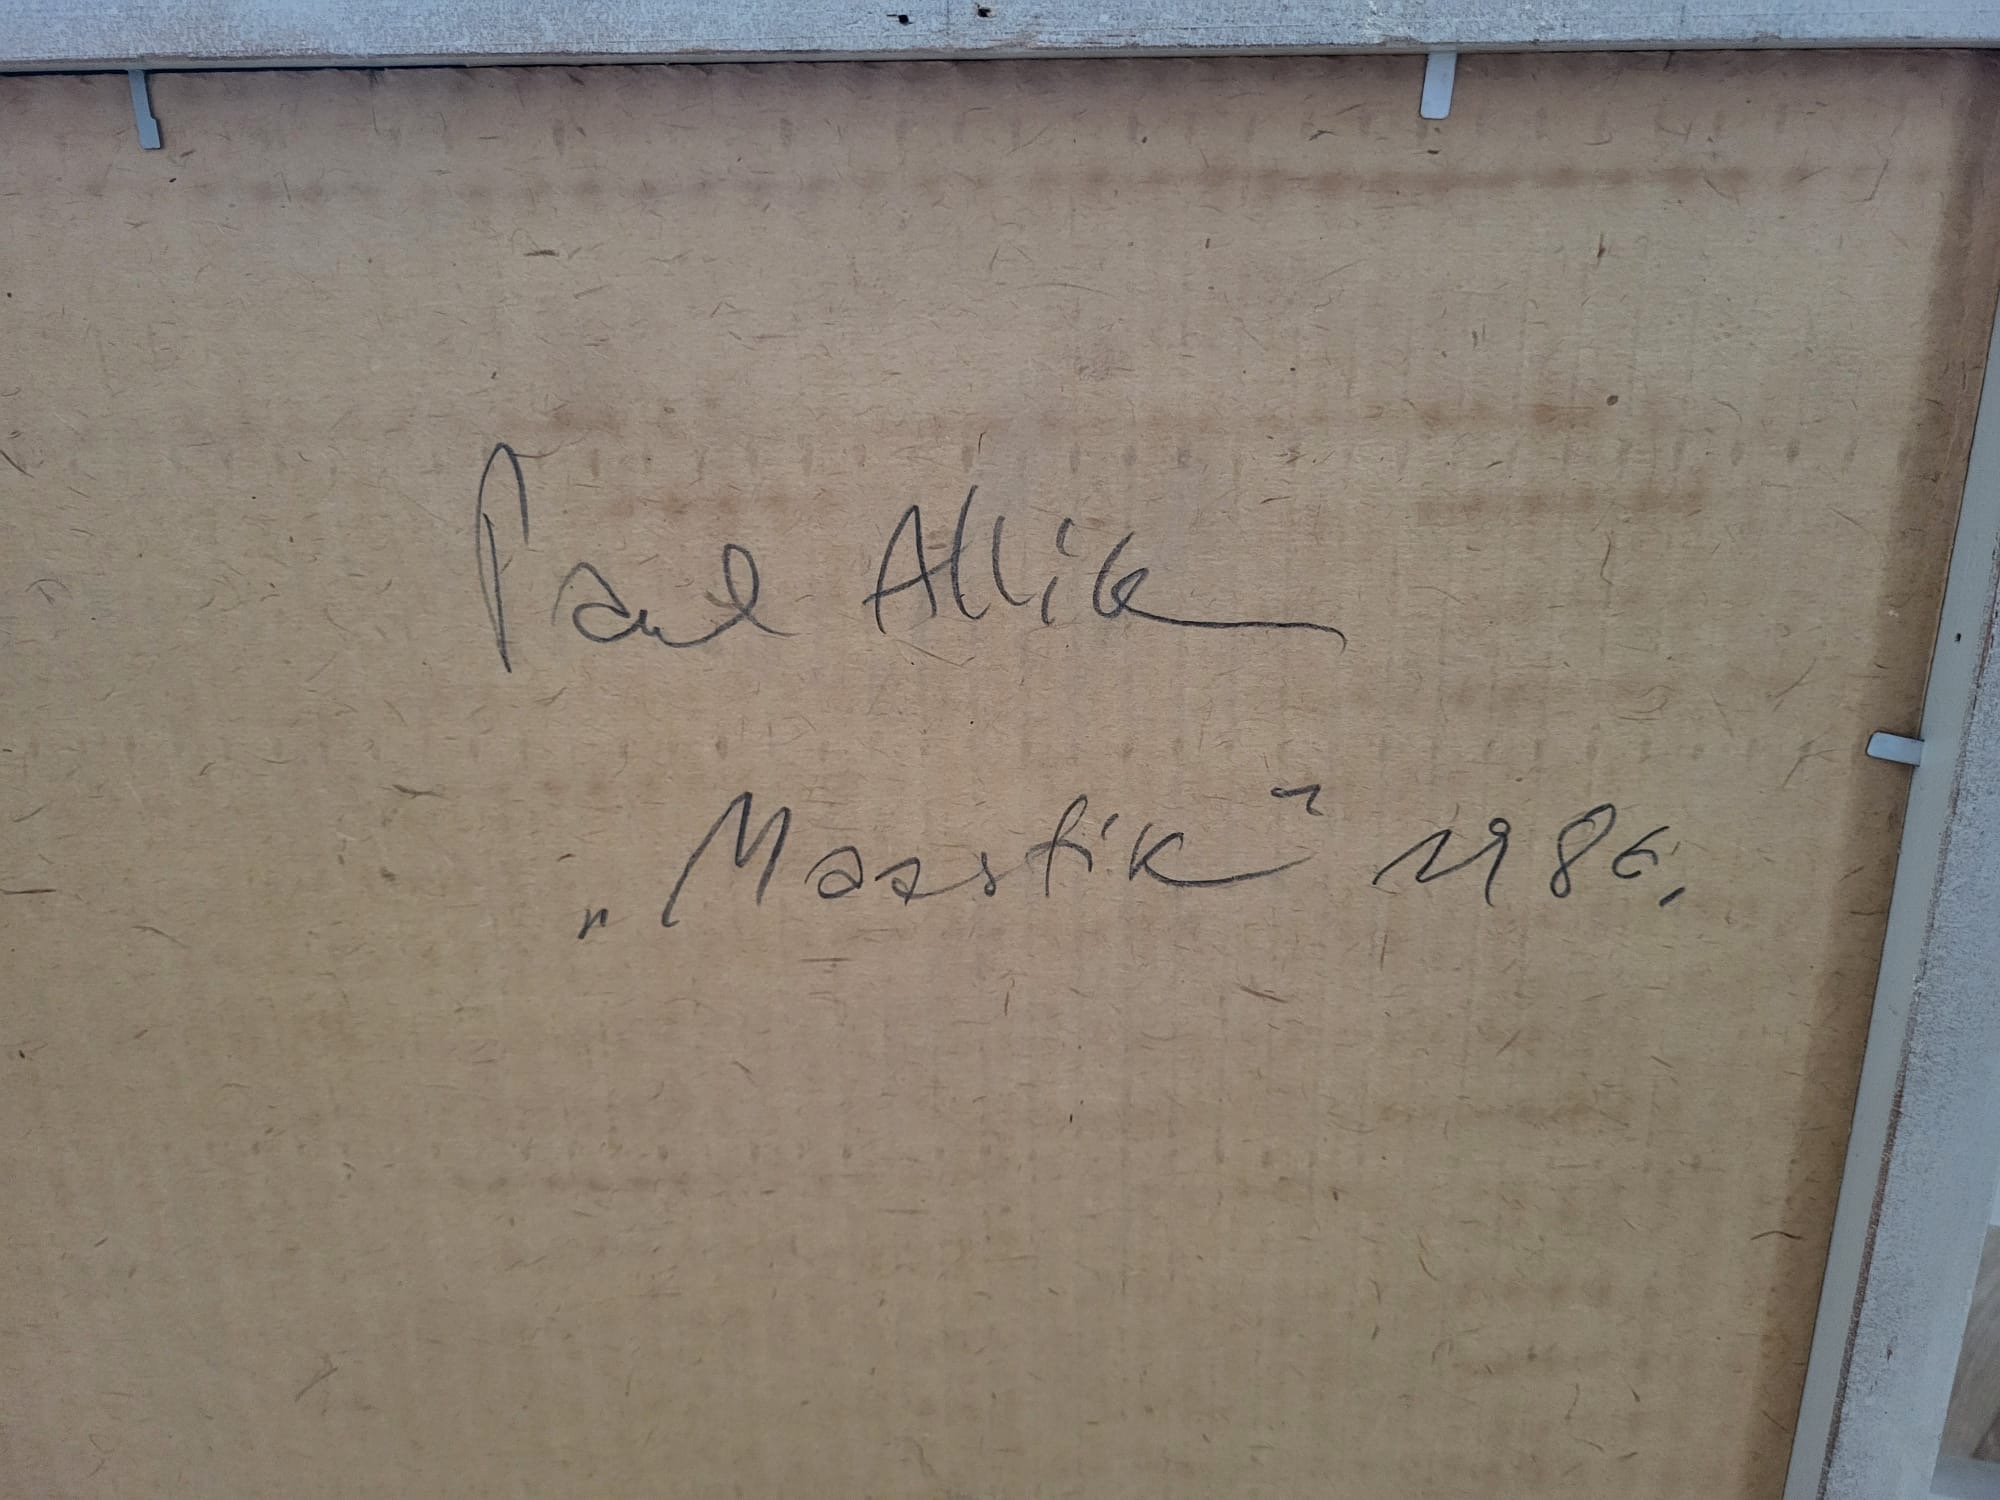 Paul Allik
„Maastik“ 1986.